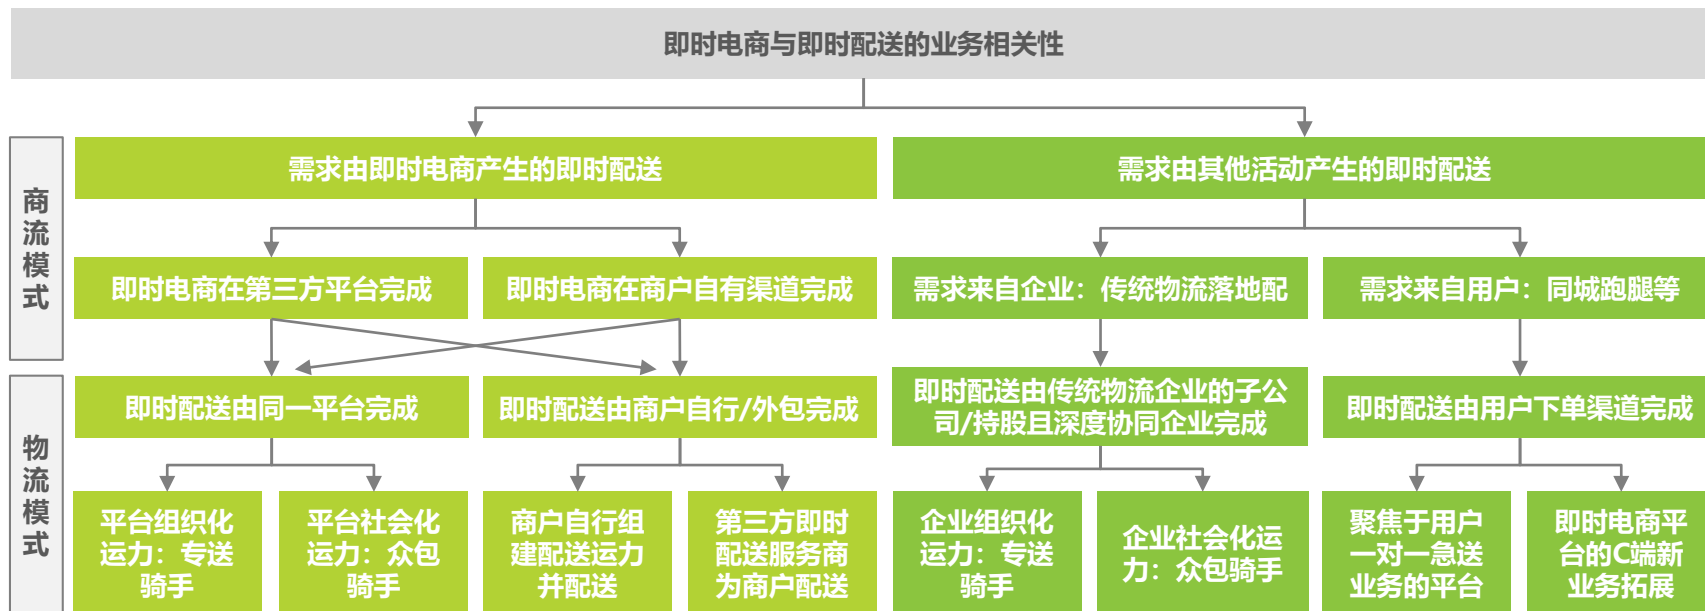 即时电商与即时配送的业务相关性
商流模式
需求由即时电商产生的即时配送
需求由其他活动产生的即时配送
即时电商在第三方平台完成
即时电商在商户自有渠道完成
需求来自企业：传统物流落地配
需求来自用户：同城跑腿等
物流模式
即时配送由同一平台完成
即时配送由商户自行/外包完成
即时配送由传统物流企业的子公
司/持股且深度协同企业完成
即时配送由用户下单渠道完成
平台组织化
运力：专送
骑手
平台社会化
运力：众包
骑手
商户自行组
建配送运力
并配送
第三方即时
配送服务商
为商户配送
企业组织化
运力：专送
骑手
企业社会化运
力：众包骑手
聚焦于用户
一对一急送
业务的平台
即时电商平
台的C端新
业务拓展